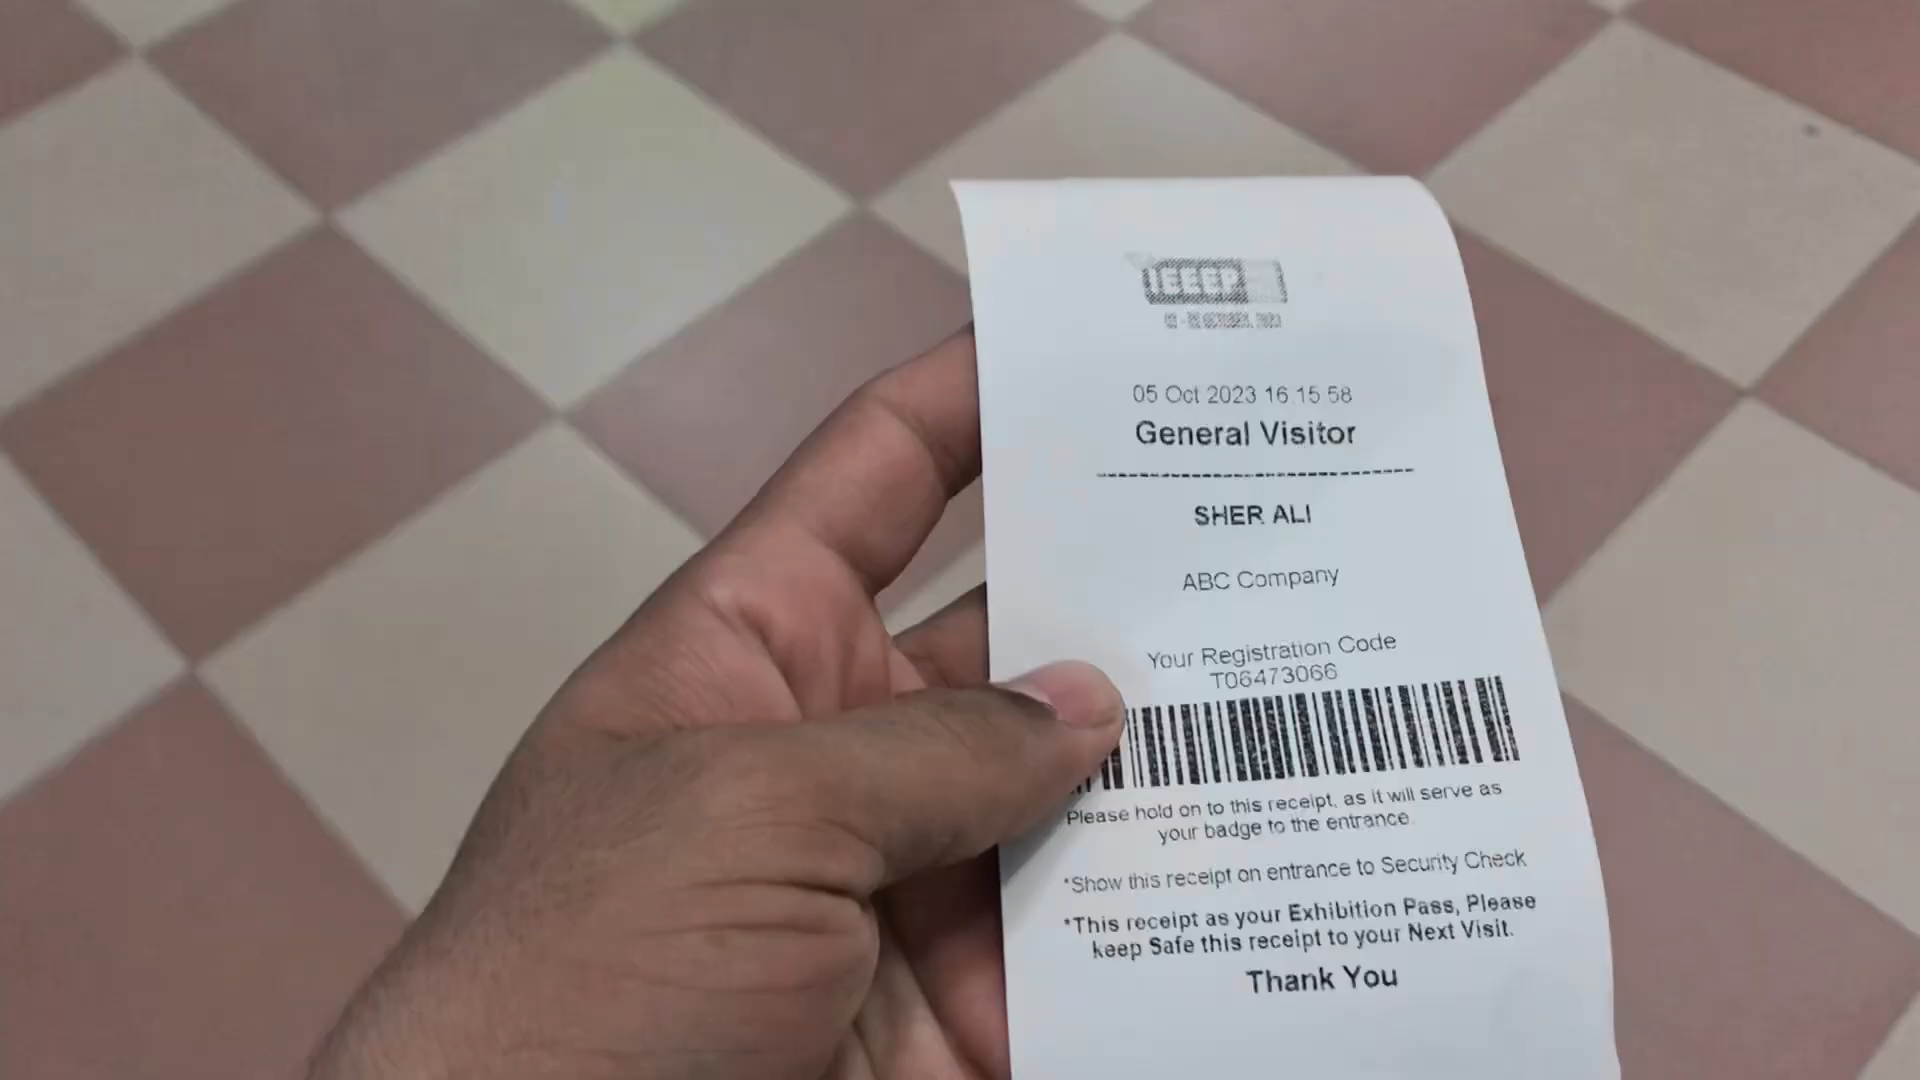 IEEEP
05 Oct 2023 16:15:58
General Visitor
SHER ALI
ABC Company
Your Registration Code
T06473066
Please hold on to this receipt, as it will serve as
your badge to the entrance.
*Show this receipt on entrance to Security Check
*This receipt as your Exhibition Pass, Please
keep Safe this receipt to your Next Visit.
Thank You